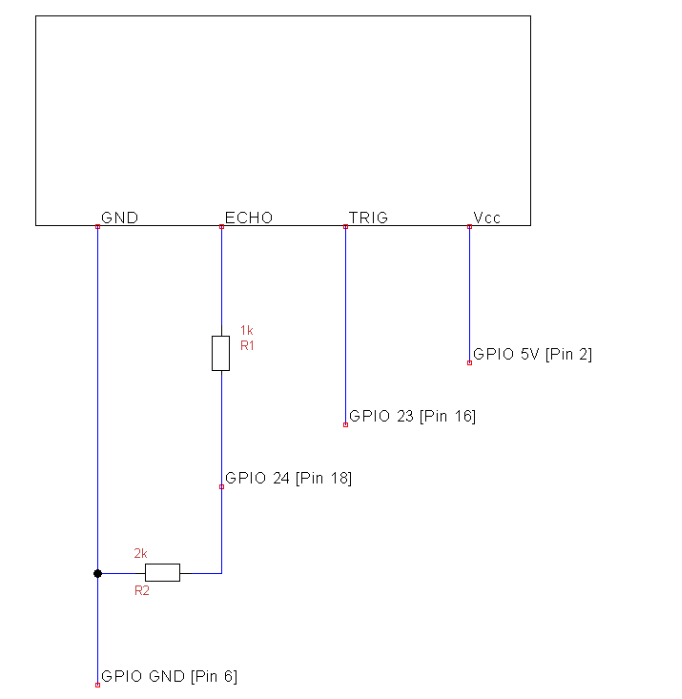 GND
ECHO
TRIG
Vcc
1k
R1
GPIO 5V [Pin 2]
GPIO 23 [Pin 16]
GPIO 24 [Pin 18]
2k
R2
GPIO GND [Pin 6]